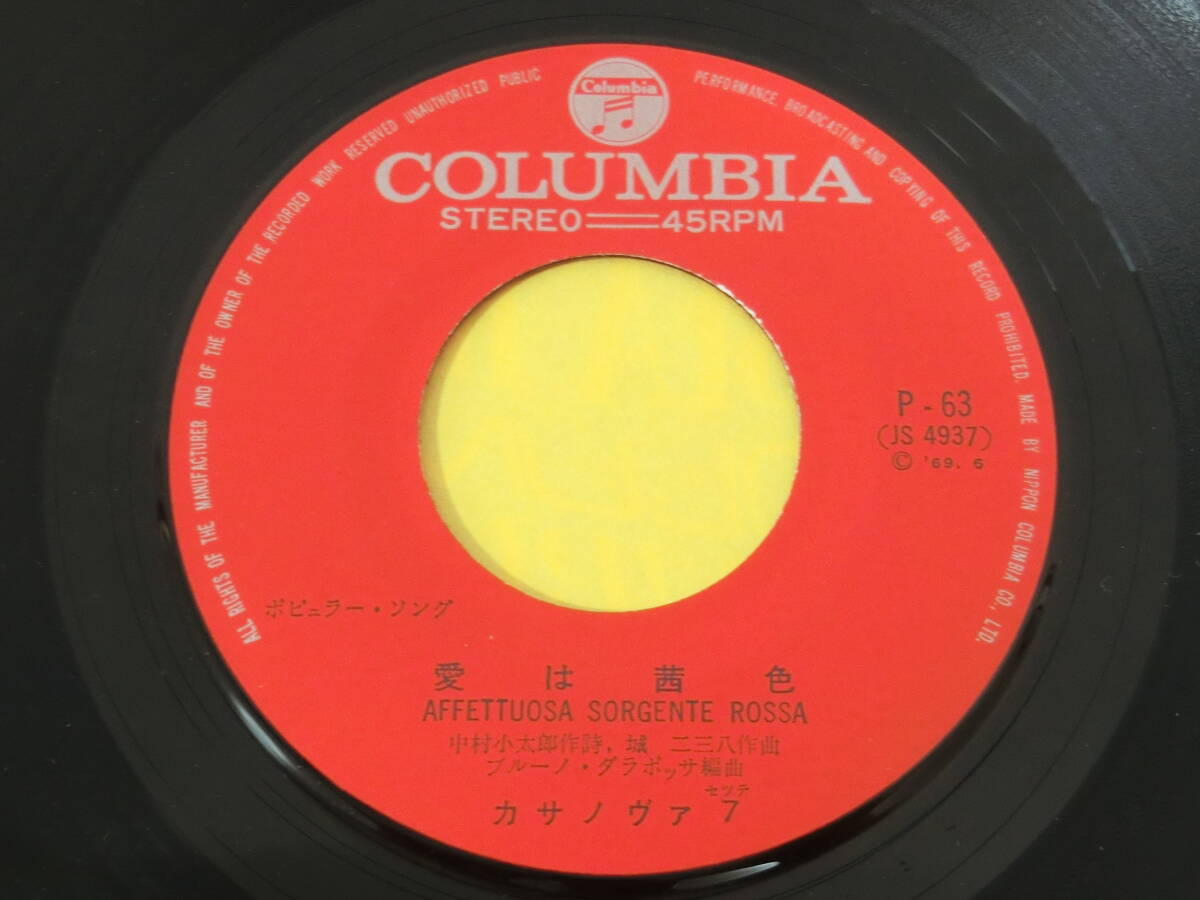 Columbia
COLUMBIA
STEREO 45RPM
ALL RIGHTS OF THE MANUFACTURER AND OF THE OWNER OF THE RECORDED WORK RESERVED UNAUTHORIZED PUBLIC PERFORMANCE, BROADCASTING AND COPYING OF THIS RECORD PROHIBITED. MADE BY NIPPON COLUMBIA CO., LTD.
P-63
(JS 4937)
© '69. 6
ポピュラー・ソング
愛は茜色
AFFETTUOSA SORGENTE ROSSA
中村小太郎作詩, 城 二三八作曲
ブルーノ・ダラボッサ編曲
セッテ
カサノヴァ 7